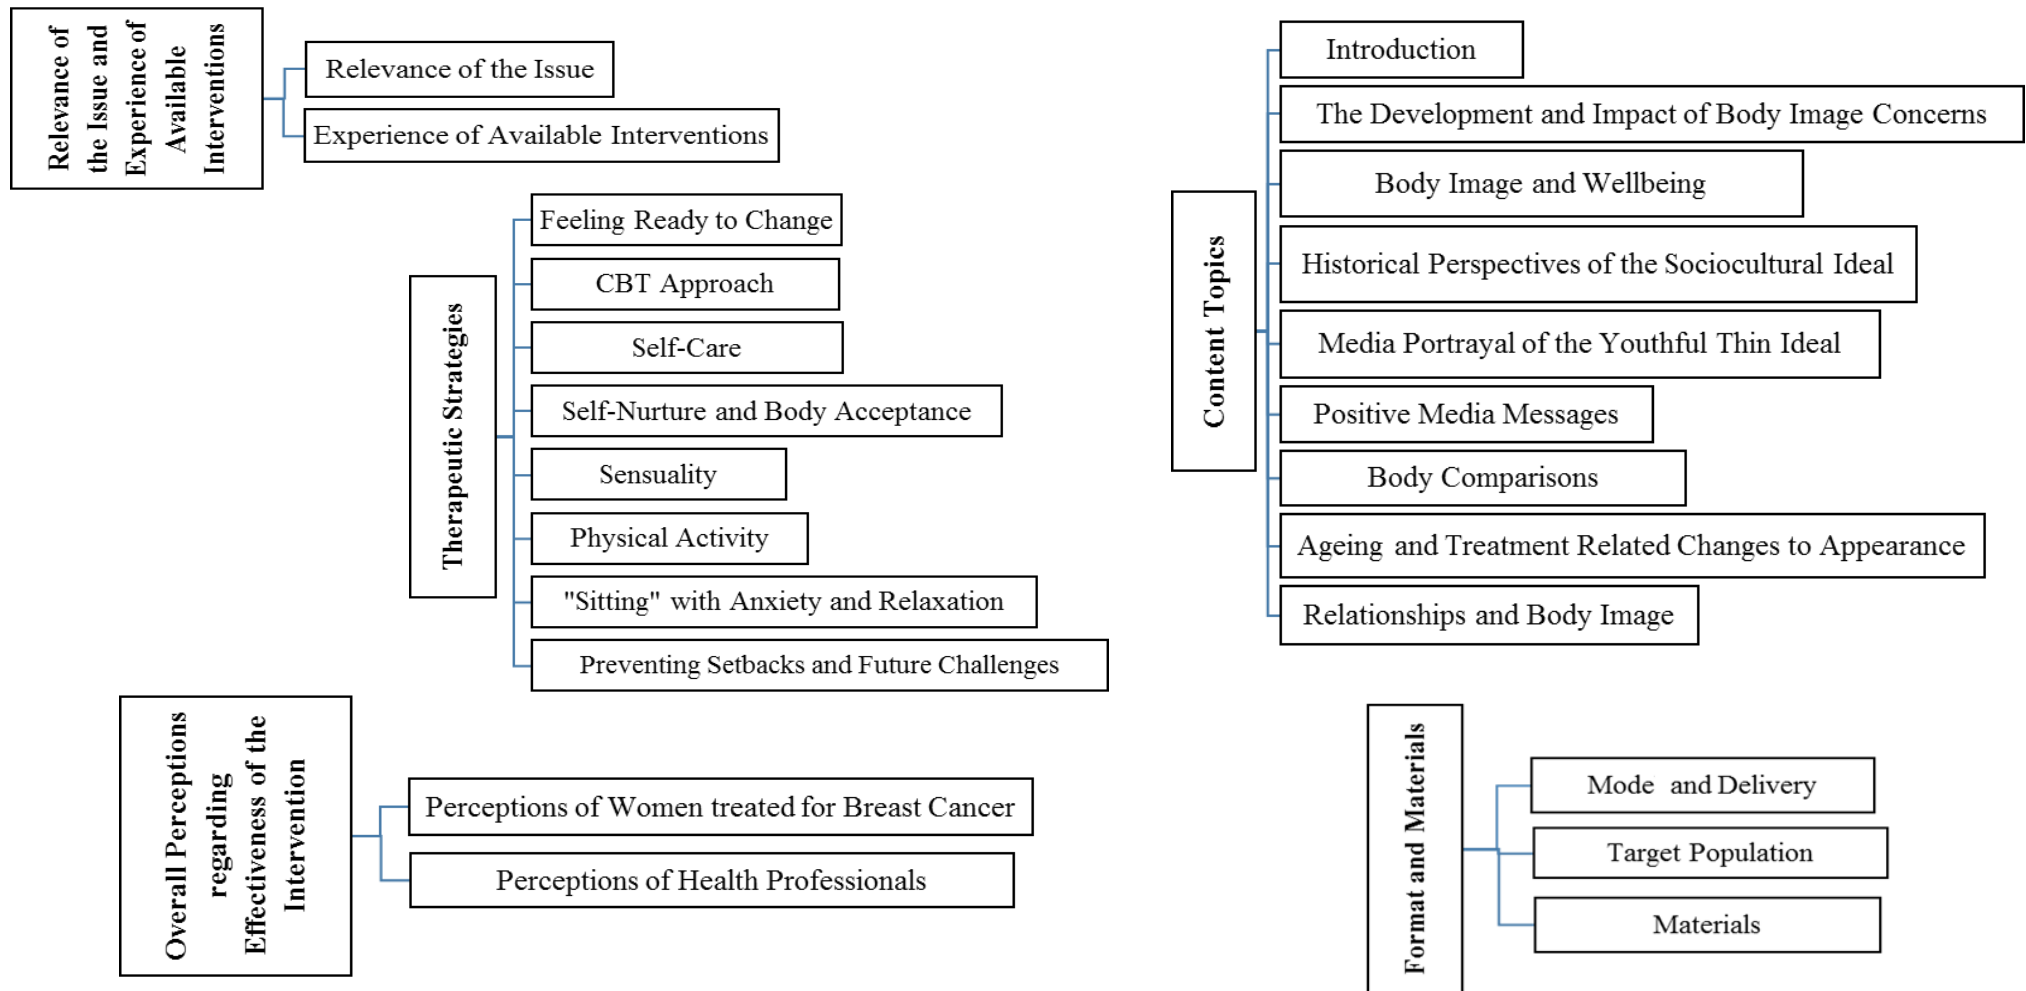 Relevance of
the Issue and
Experience of
Available
Interventions
Relevance of the Issue
Experience of Available Interventions
Therapeutic Strategies
Feeling Ready to Change
CBT Approach
Self-Care
Self-Nurture and Body Acceptance
Sensuality
Physical Activity
"Sitting" with Anxiety and Relaxation
Preventing Setbacks and Future Challenges
Overall Perceptions
regarding
Effectiveness of the
Intervention
Perceptions of Women treated for Breast Cancer
Perceptions of Health Professionals
Content Topics
Introduction
The Development and Impact of Body Image Concerns
Body Image and Wellbeing
Historical Perspectives of the Sociocultural Ideal
Media Portrayal of the Youthful Thin Ideal
Positive Media Messages
Body Comparisons
Ageing and Treatment Related Changes to Appearance
Relationships and Body Image
Format and Materials
Mode and Delivery
Target Population
Materials